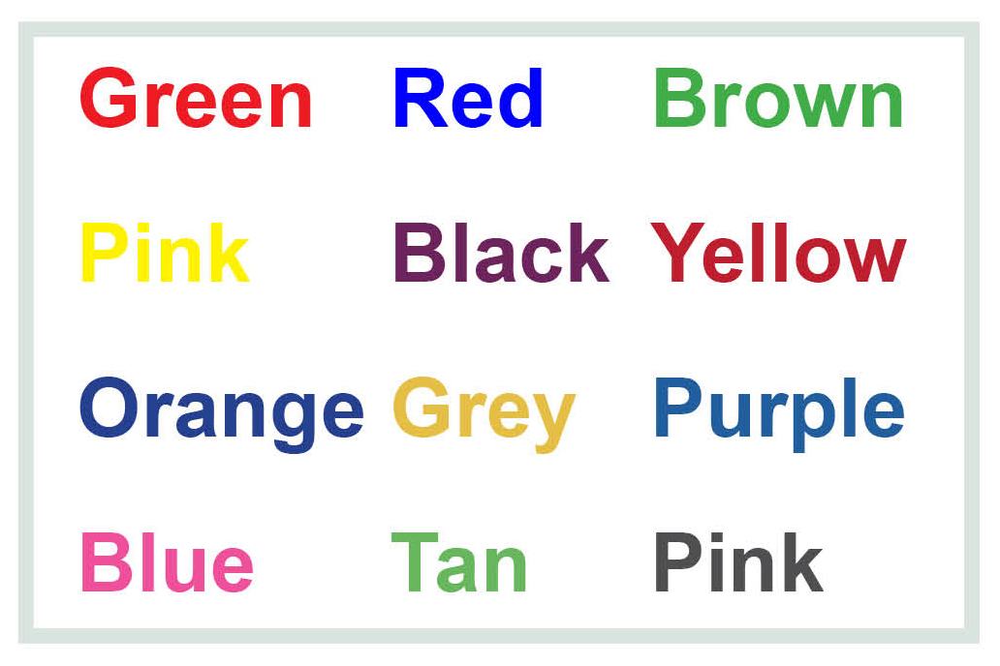 Green Red Brown
Pink Black Yellow
Orange Grey Purple
Blue Tan Pink